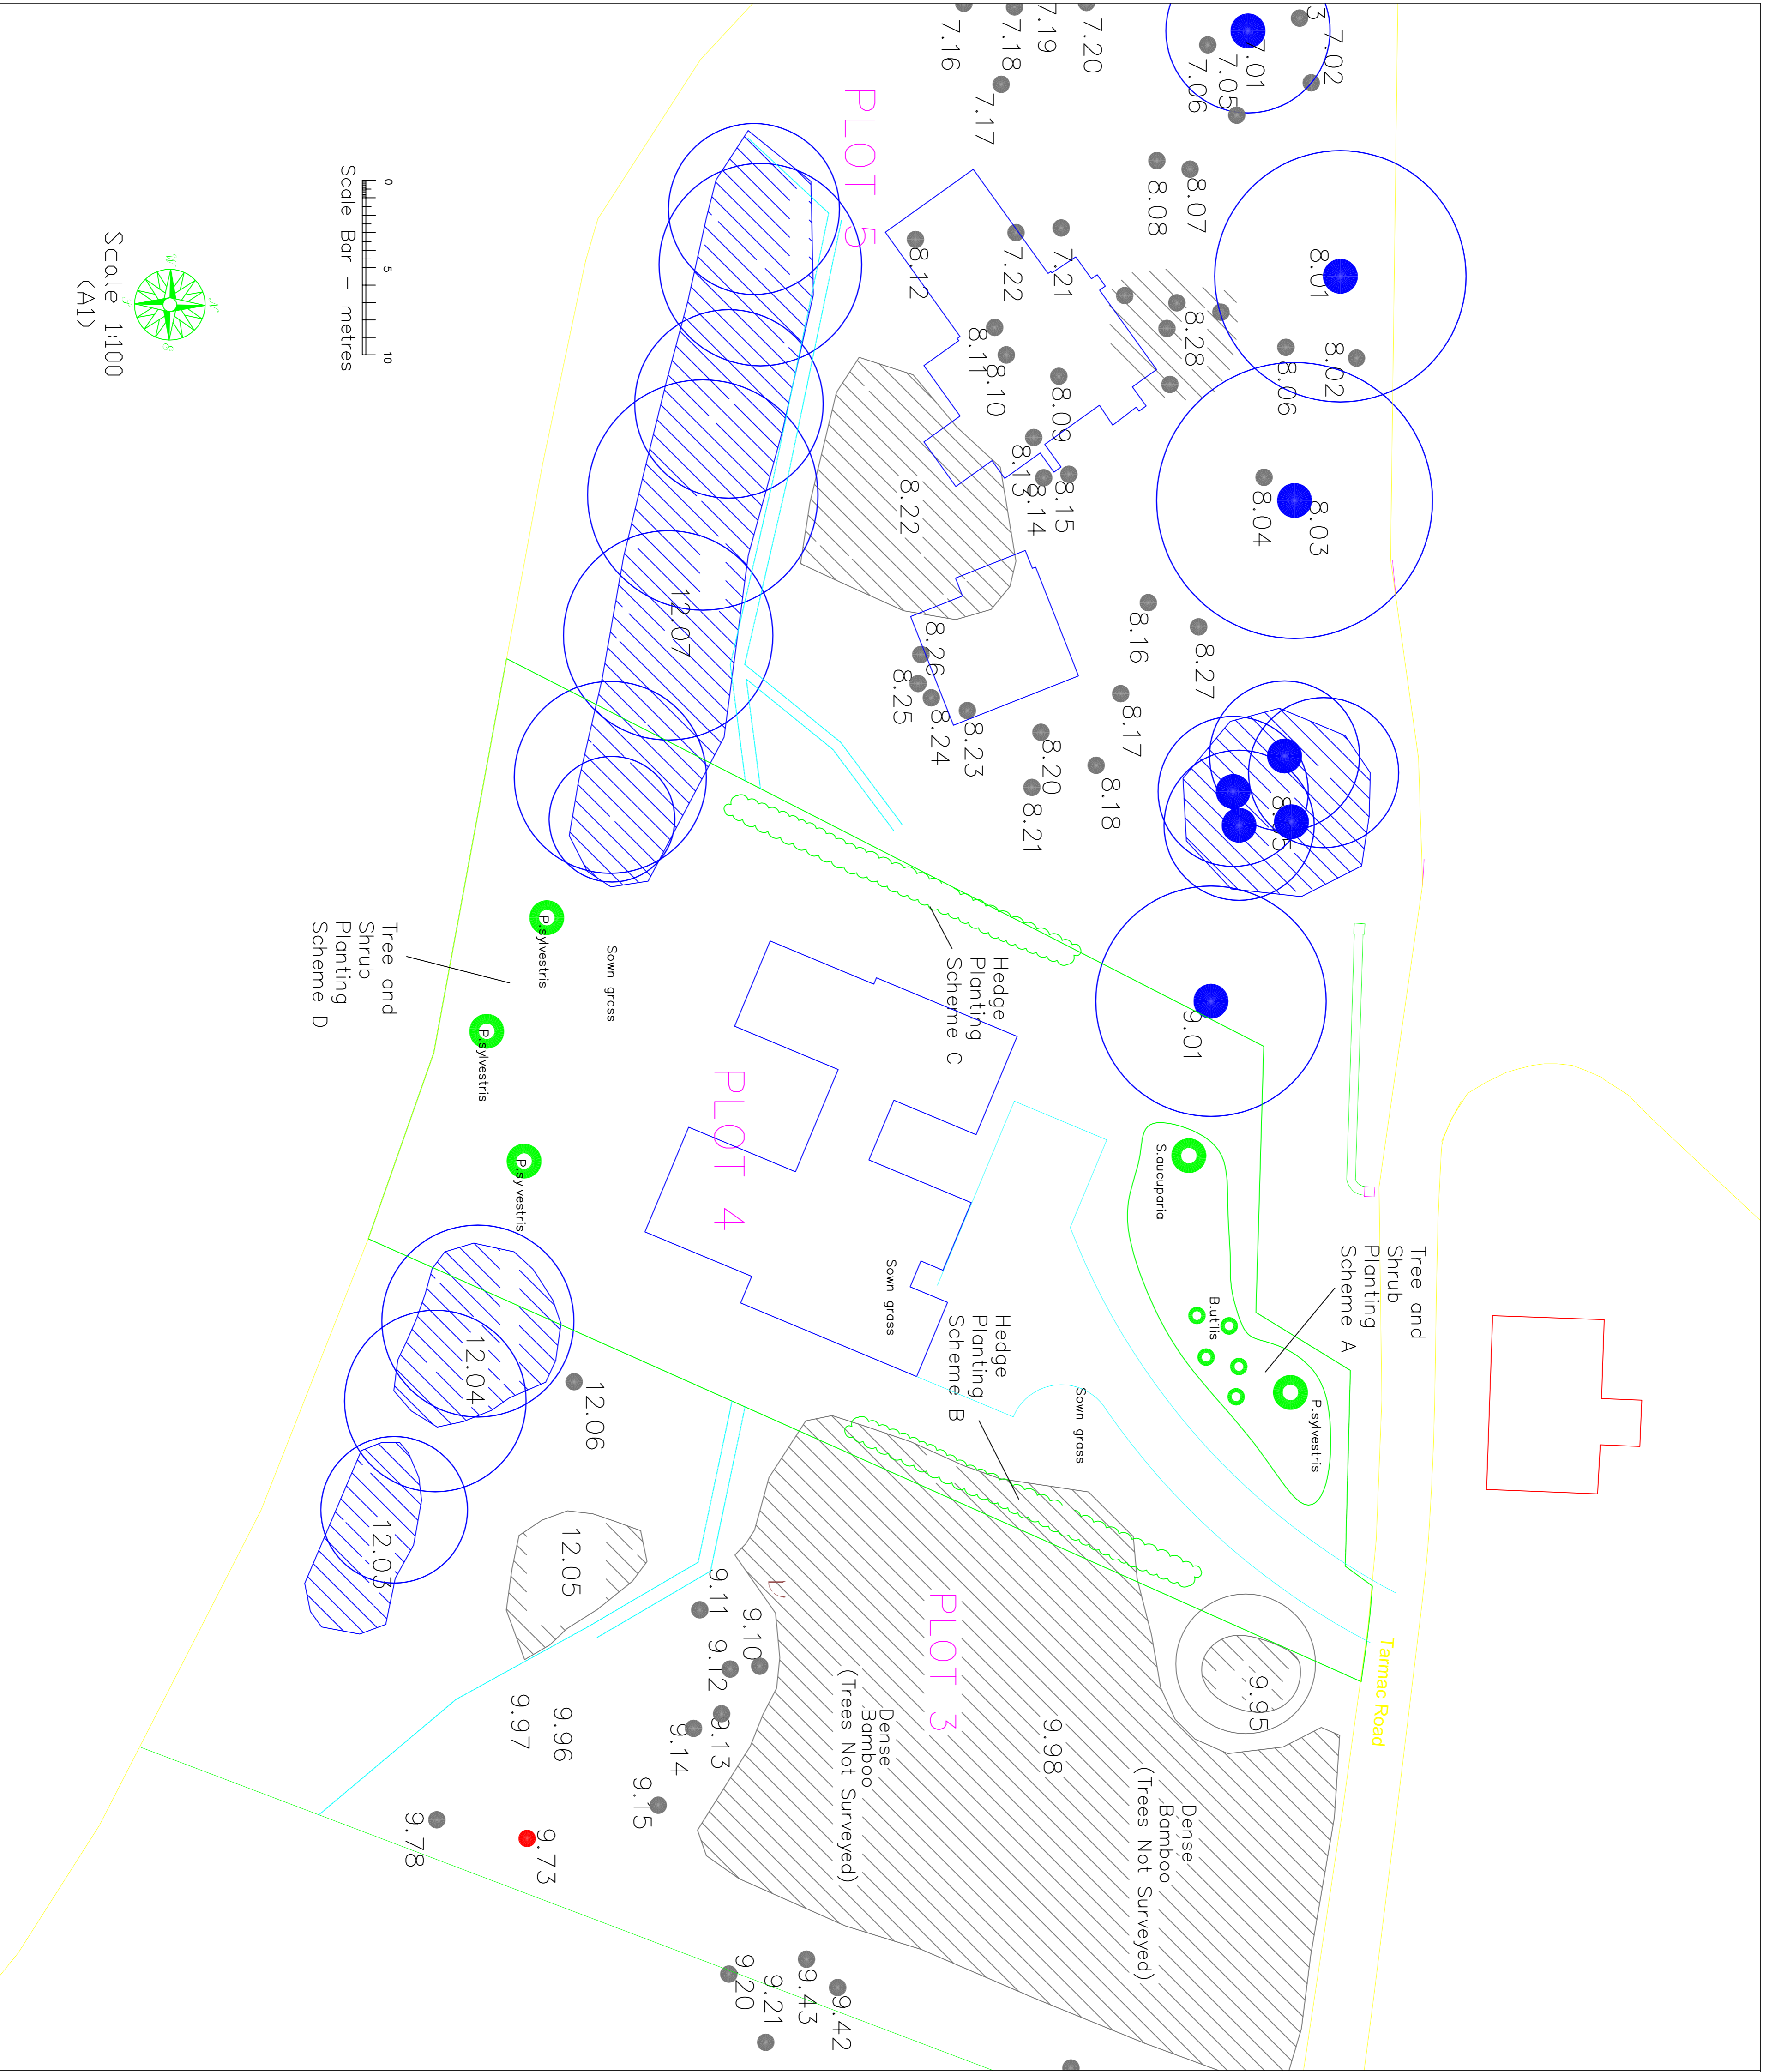 7.16
7.18
7.19
7.20
7.17
7.01
7.02
7.05
7.06
PLOT 5
8.08
8.07
8.01
8.12
7.22
7.21
8.28
8.02
8.06
8.11
8.10
8.09
8.13
8.14
8.15
8.22
8.04
8.03
12.07
8.26
8.25
8.24
8.23
8.16
8.27
8.17
8.20
8.18
8.21
9.01
0
5
10
Scale Bar - metres
Scale 1:100
(A1)
N
E
W
Tree and
Shrub
Planting
Scheme D
P.sylvestris
Sown grass
P.sylvestris
P.sylvestris
Hedge
Planting
Scheme C
PLOT 4
S.aucuparia
B.utilis
P.sylvestris
Tree and
Shrub
Planting
Scheme A
Sown grass
Hedge
Planting
Scheme B
Sown grass
12.04
12.06
12.03
12.05
9.11
9.10
9.12
9.13
9.14
9.15
9.96
9.97
9.78
9.73
PLOT 3
Dense
Bamboo
(Trees Not Surveyed)
9.98
9.95
Dense
Bamboo
(Trees Not Surveyed)
Tarmac Road
9.20
9.21
9.43
9.42